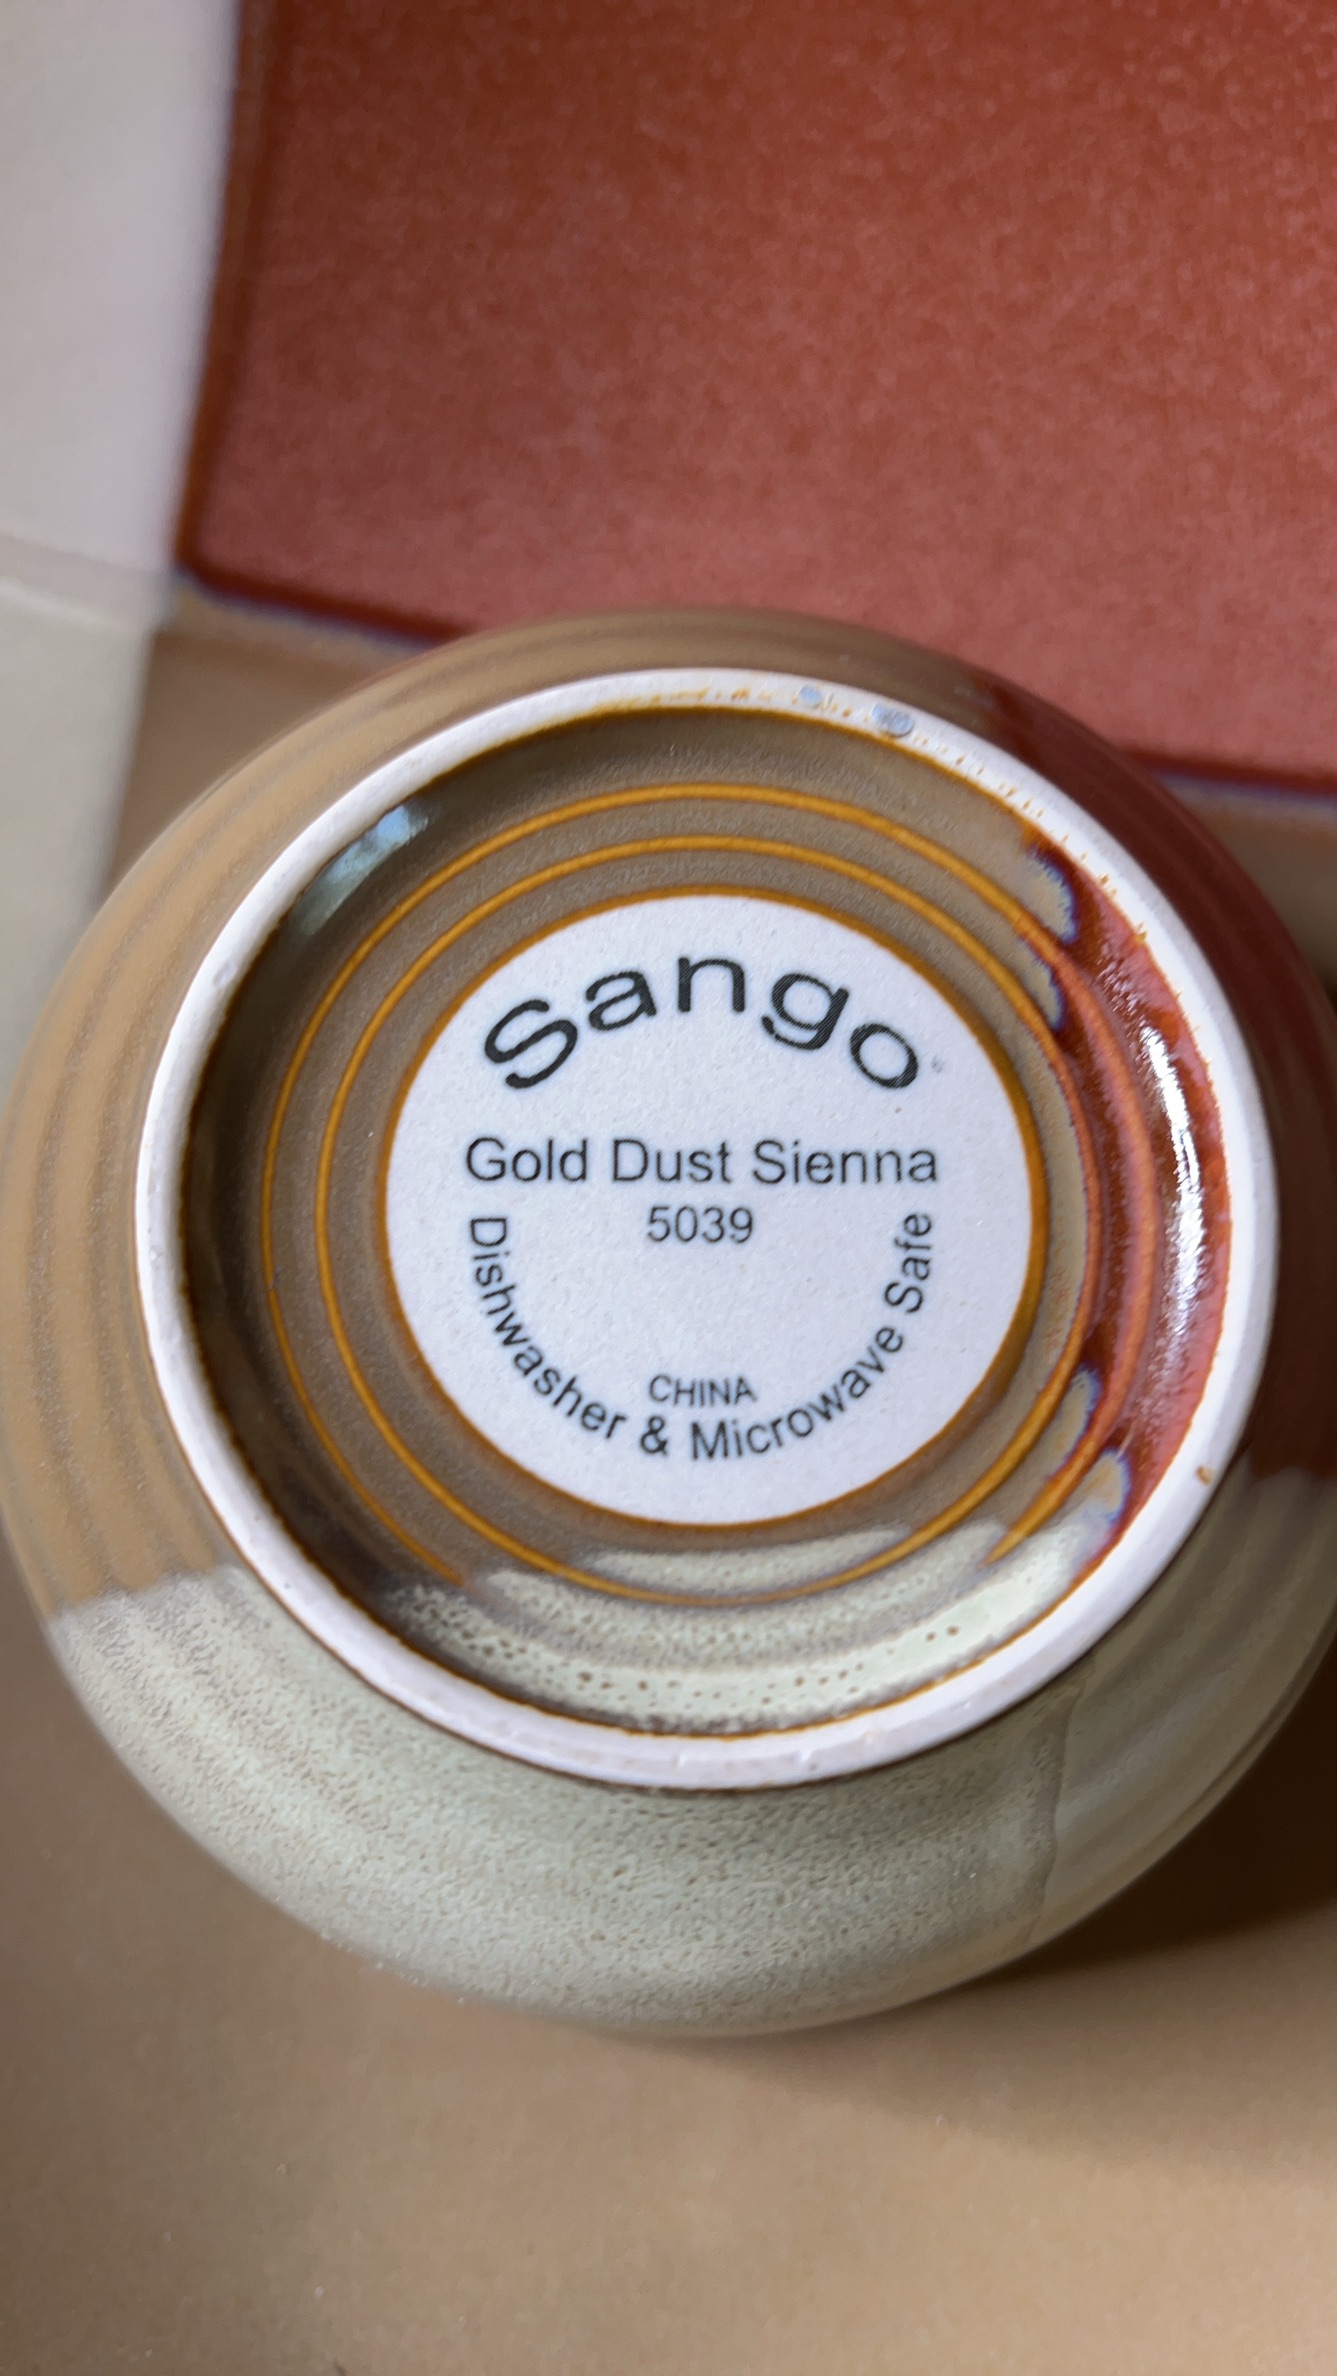 Sango
Gold Dust Sienna
5039
CHINA
Dishwasher & Microwave Safe